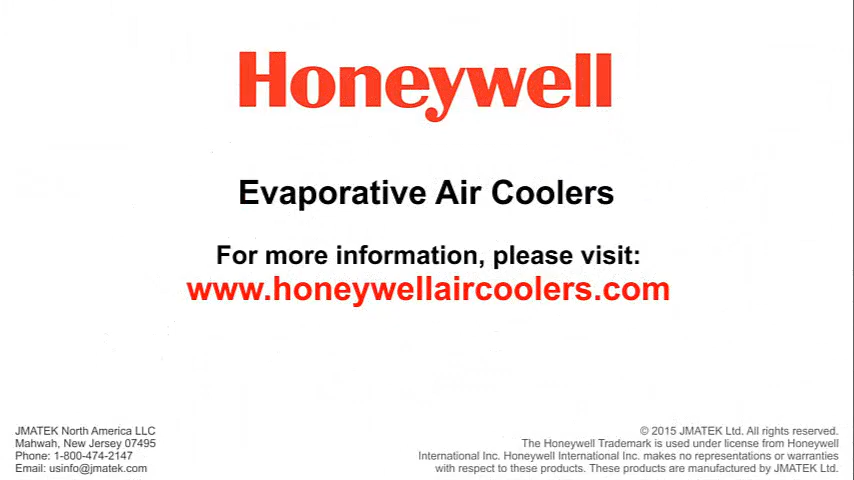 Honeywell
Evaporative Air Coolers
For more information, please visit:
www.honeywellaircoolers.com
JMATEK North America LLC
Mahwah, New Jersey 07495
Phone: 1-800-474-2147
Email: usinfo@jmatek.com
© 2015 JMATEK Ltd. All rights reserved.
The Honeywell Trademark is used under license from Honeywell
International Inc. Honeywell International Inc. makes no representations or warranties
with respect to these products. These products are manufactured by JMATEK Ltd.